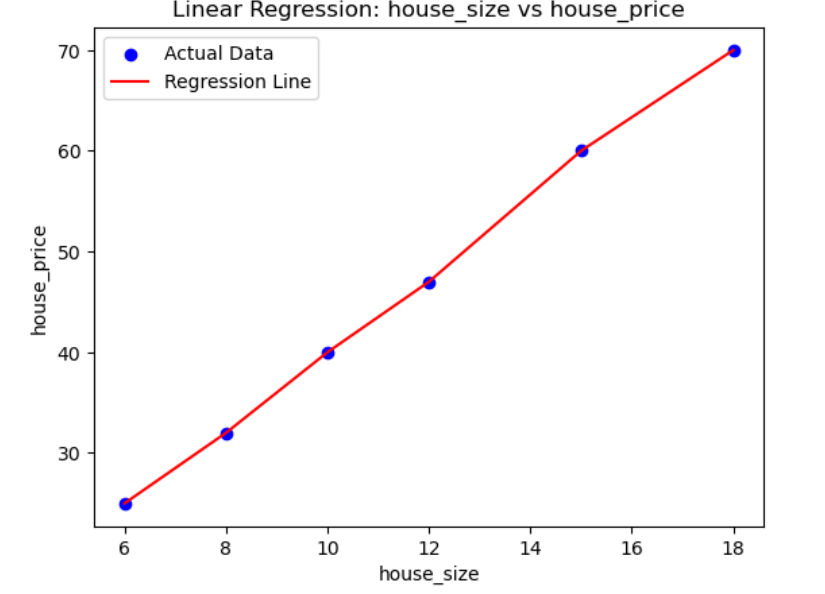 Linear Regression: house_size vs house_price
Actual Data
Regression Line
70
60
50
40
30
house_price
6 8 10 12 14 16 18
house_size